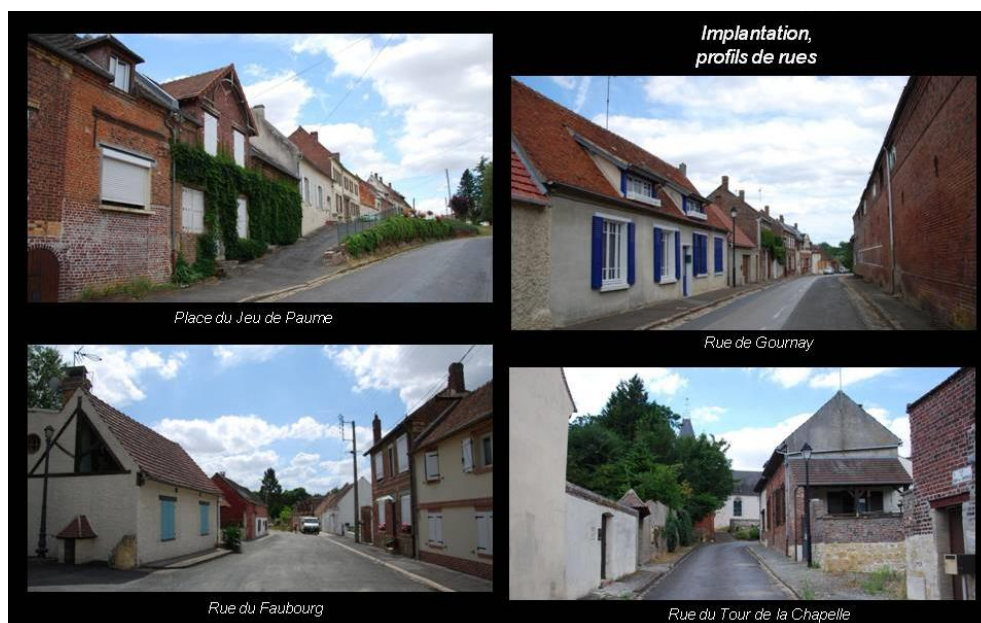 Implantation,
profils de rues
Place du Jeu de Paume
Rue de Gournay
Rue du Faubourg
Rue du Tour de la Chapelle